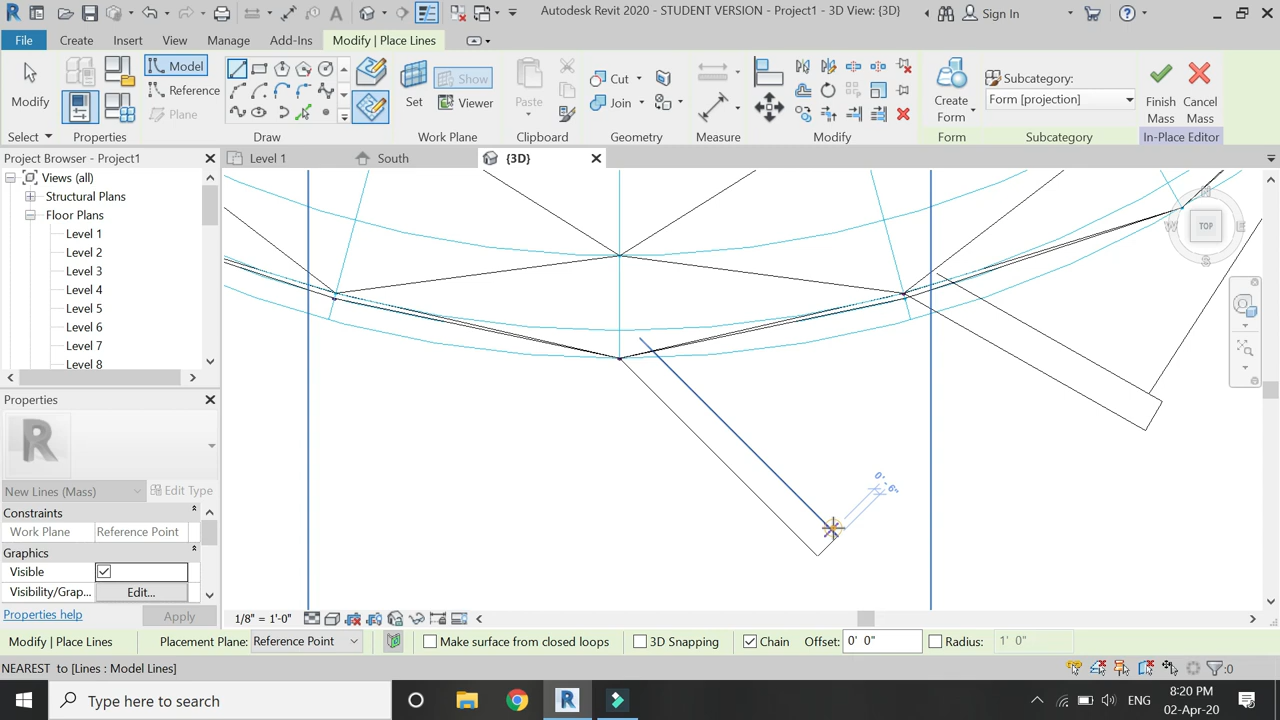 Autodesk Revit 2020 - STUDENT VERSION - Project1 - 3D View: {3D}
Sign In
File Create Insert View Manage Add-Ins Modify | Place Lines
Modify
Model
Reference
Plane
Set
Show
Viewer
Paste
Cut
Join
Create Form
Subcategory:
Form [projection]
Finish Mass
Cancel Mass
Select Properties Draw Work Plane Clipboard Geometry Measure Modify Form Subcategory In-Place Editor
Project Browser - Project1
Level 1 South {3D}
Views (all)
Structural Plans
Floor Plans
Level 1
Level 2
Level 3
Level 4
Level 5
Level 6
Level 7
Level 8
N
W TOP E
S
0' - 6"
Properties
New Lines (Mass) Edit Type
Constraints
Work Plane Reference Point
Graphics
Visible
Visibility/Grap... Edit...
Properties help Apply
1/8" = 1'-0"
Modify | Place Lines Placement Plane: Reference Point Make surface from closed loops 3D Snapping Chain Offset: 0' 0" Radius: 1' 0"
NEAREST to [Lines : Model Lines]
:0
Type here to search
ENG
8:20 PM
02-Apr-20